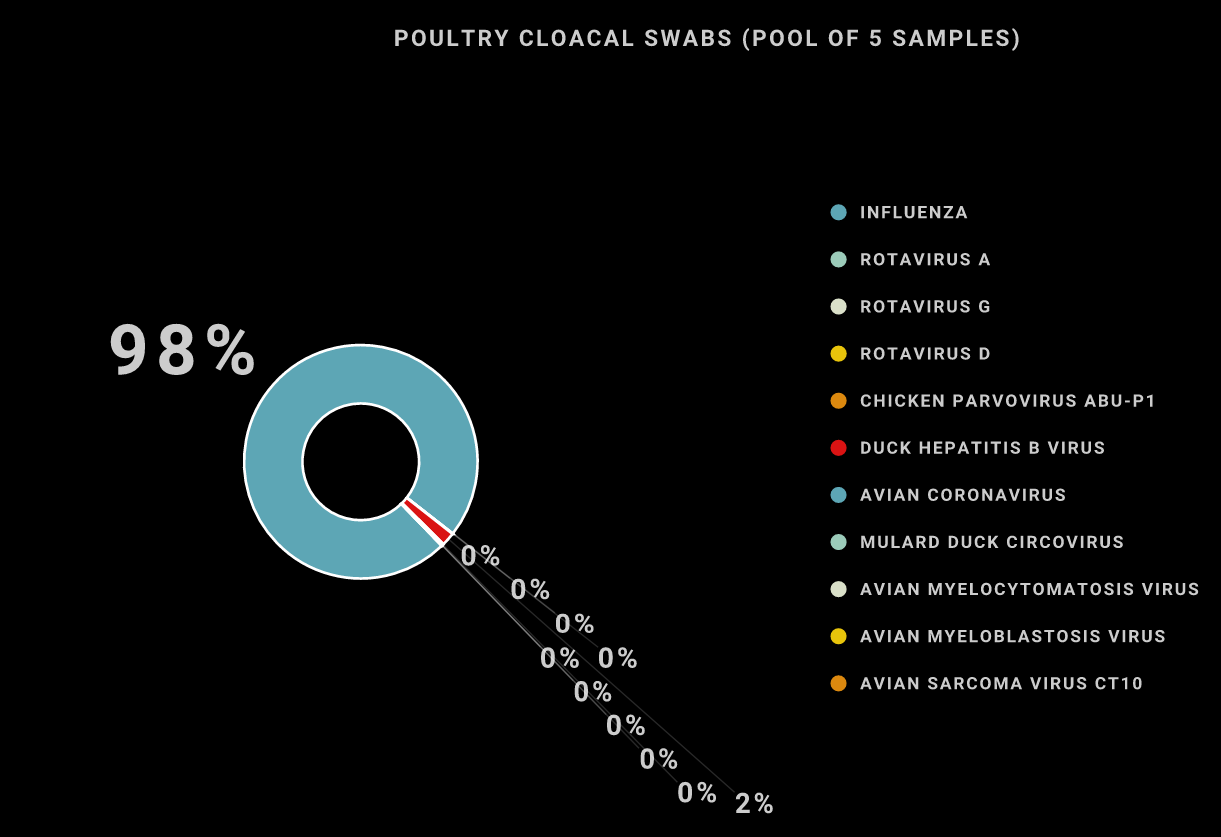 POULTRY CLOACAL SWABS (POOL OF 5 SAMPLES)
98%
0%
0%
0%
0% 0%
0%
0%
0%
0% 2%
INFLUENZA
ROTAVIRUS A
ROTAVIRUS G
ROTAVIRUS D
CHICKEN PARVOVIRUS ABU-P1
DUCK HEPATITIS B VIRUS
AVIAN CORONAVIRUS
MULARD DUCK CIRCOVIRUS
AVIAN MYELOCYTOMATOSIS VIRUS
AVIAN MYELOBLASTOSIS VIRUS
AVIAN SARCOMA VIRUS CT10